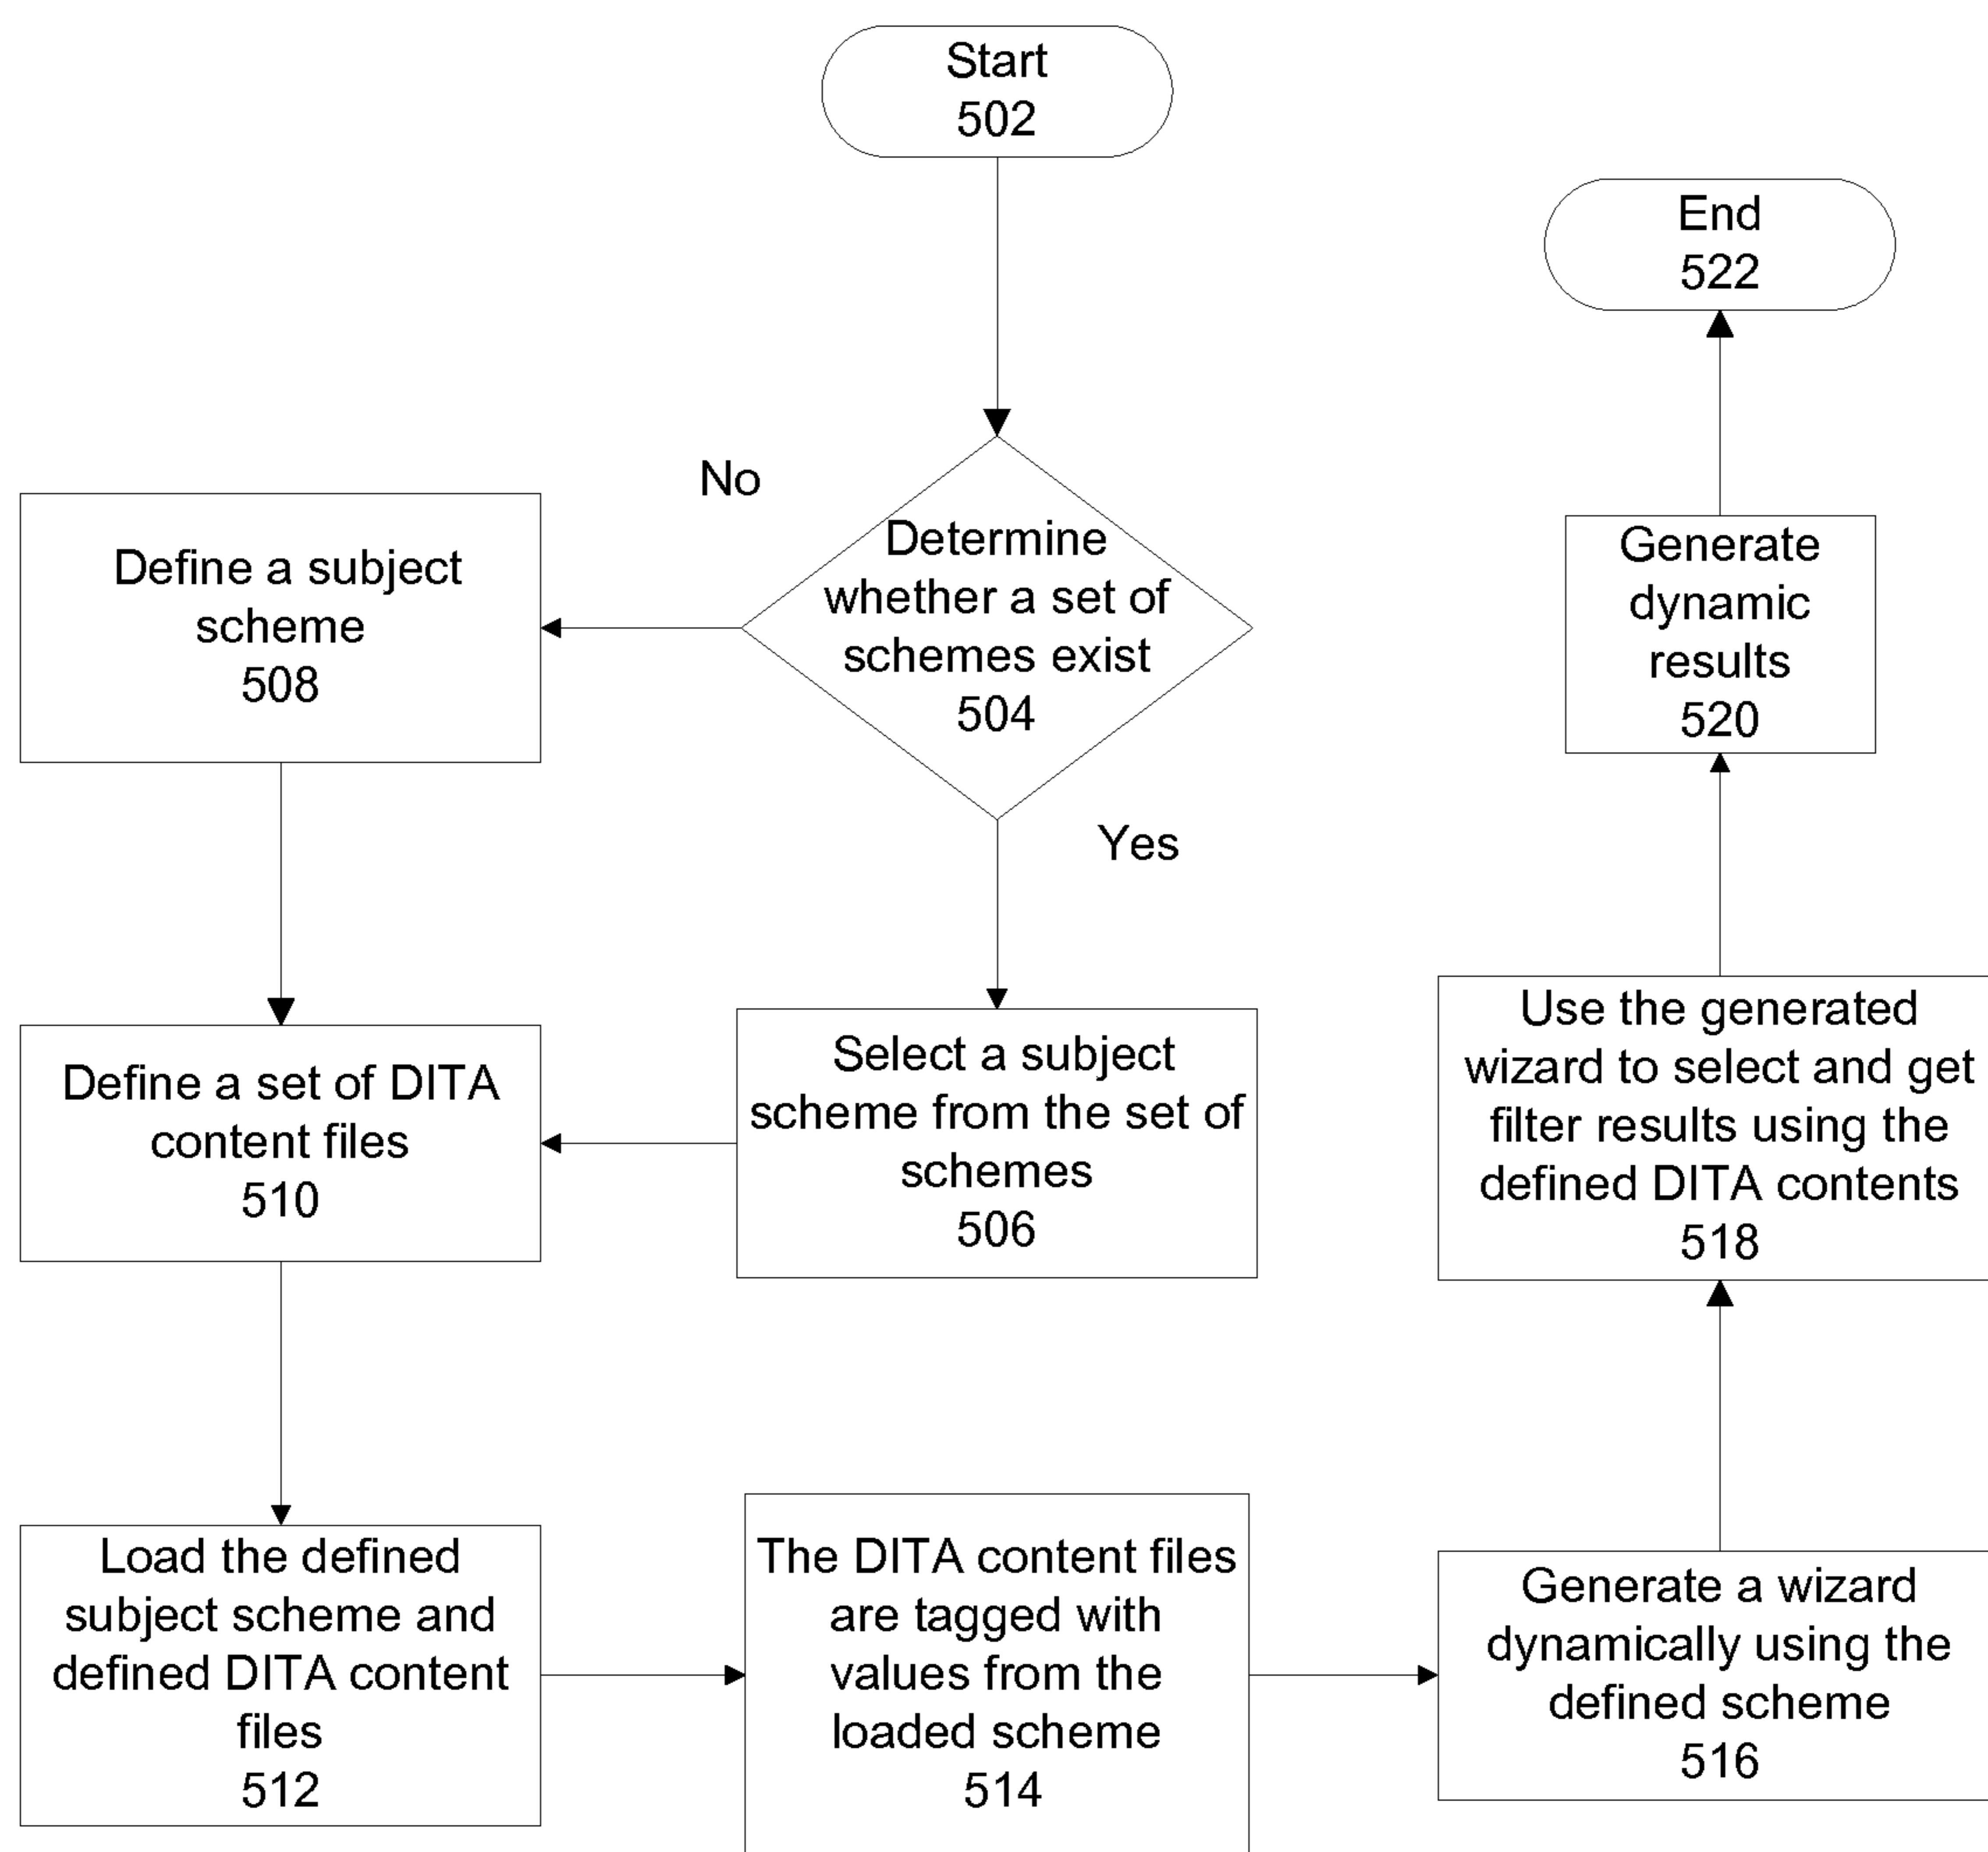 Start
502
Determine
whether a set of
schemes exist
504
No
Yes
Define a subject
scheme
508
Select a subject
scheme from the set of
schemes
506
Define a set of DITA
content files
510
Load the defined
subject scheme and
defined DITA content
files
512
The DITA content files
are tagged with
values from the
loaded scheme
514
Generate a wizard
dynamically using the
defined scheme
516
Use the generated
wizard to select and get
filter results using the
defined DITA contents
518
Generate
dynamic
results
520
End
522